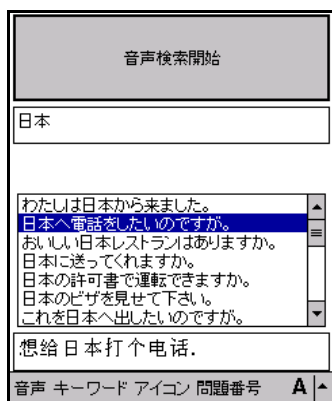 音声検索開始
日本
わたしは日本から来ました。
日本へ電話をしたいのですが。
おいしい日本レストランはありますか。
日本に送ってくれますか。
日本の許可書で運転できますか。
日本のビザを見せて下さい。
これを日本へ出したいのですが。
想给日本打个电话.
音声 キーワード アイコン 問題番号 A